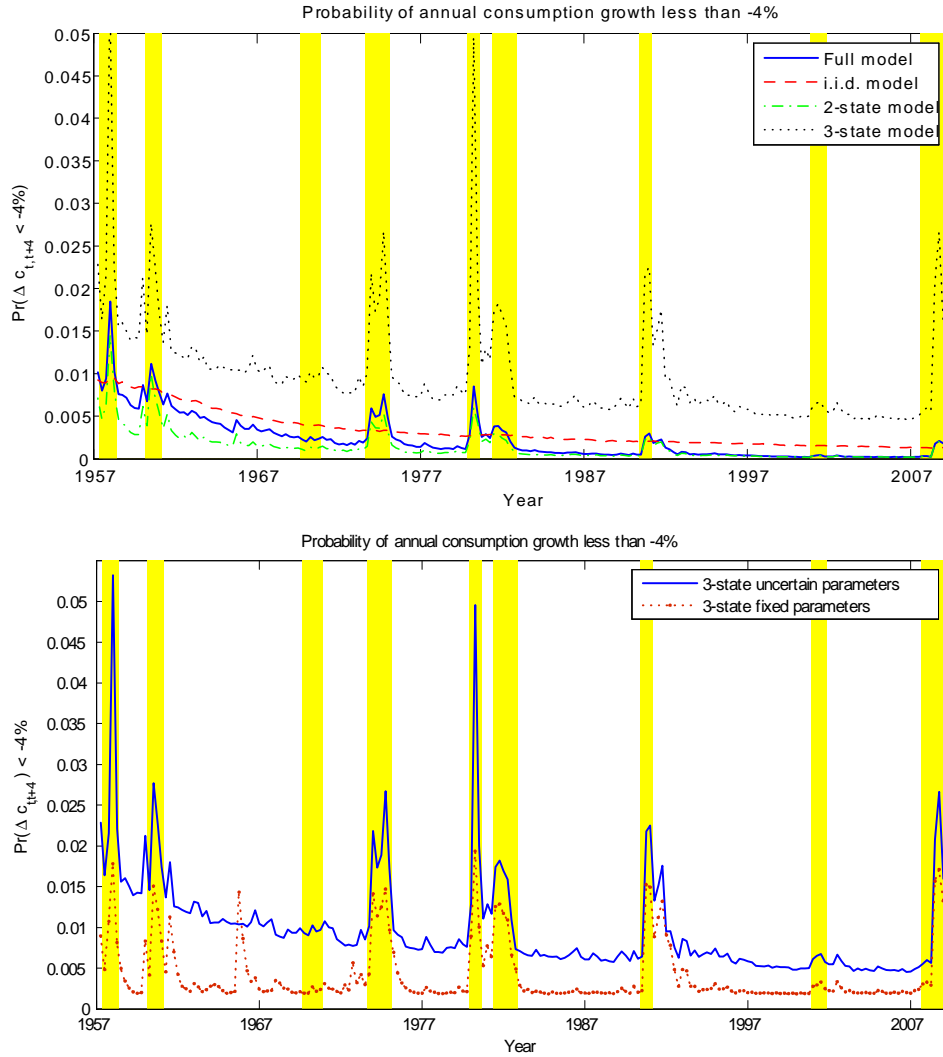 Probability of annual consumption growth less than -4%
0.05
0.045
0.04
0.035
0.03
0.025
0.02
0.015
0.01
0.005
0
Pr(Δ c t,t+4 < -4%)
Full model
i.i.d. model
2-state model
3-state model
1957 1967 1977 1987 1997 2007
Year
Probability of annual consumption growth less than -4%
0.05
0.045
0.04
0.035
0.03
0.025
0.02
0.015
0.01
0.005
0
Pr(Δ c t,t+4) < -4%
3-state uncertain parameters
3-state fixed parameters
1957 1967 1977 1987 1997 2007
Year